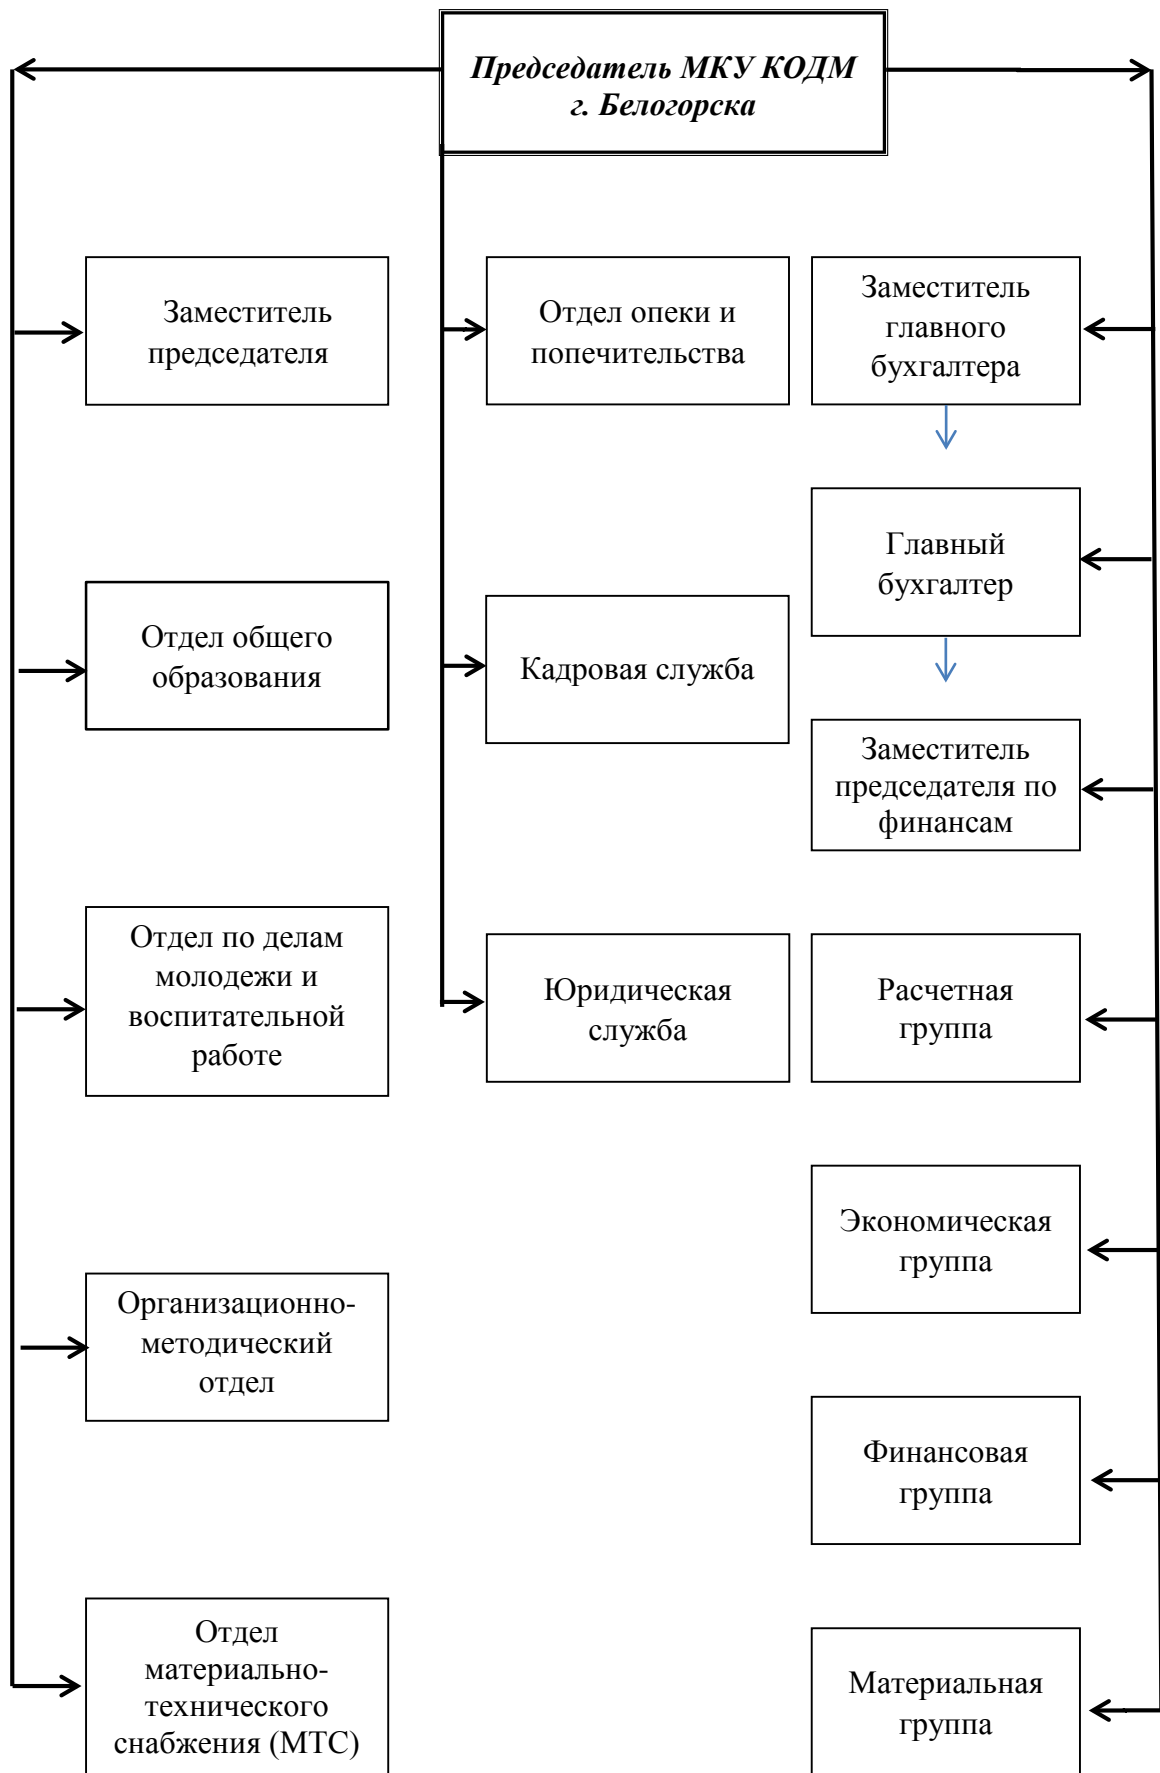 Председатель МКУ КОДМ
г. Белогорска
Заместитель
председателя
Отдел опеки и
попечительства
Заместитель
главного
бухгалтера
Главный
бухгалтер
Отдел общего
образования
Кадровая служба
Заместитель
председателя по
финансам
Отдел по делам
молодежи и
воспитательной
работе
Юридическая
служба
Расчетная
группа
Экономическая
группа
Организационно-
методический
отдел
Финансовая
группа
Отдел
материально-
технического
снабжения (МТС)
Материальная
группа